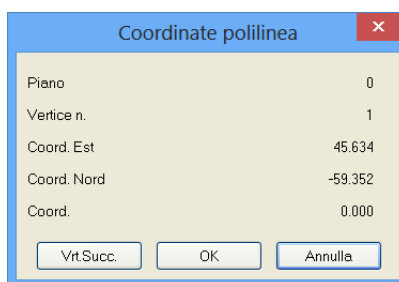 Coordinate polilinea
Piano 0
Vertice n. 1
Coord. Est 45.634
Coord. Nord -59.352
Coord. 0.000
Vrt.Succ. OK Annulla